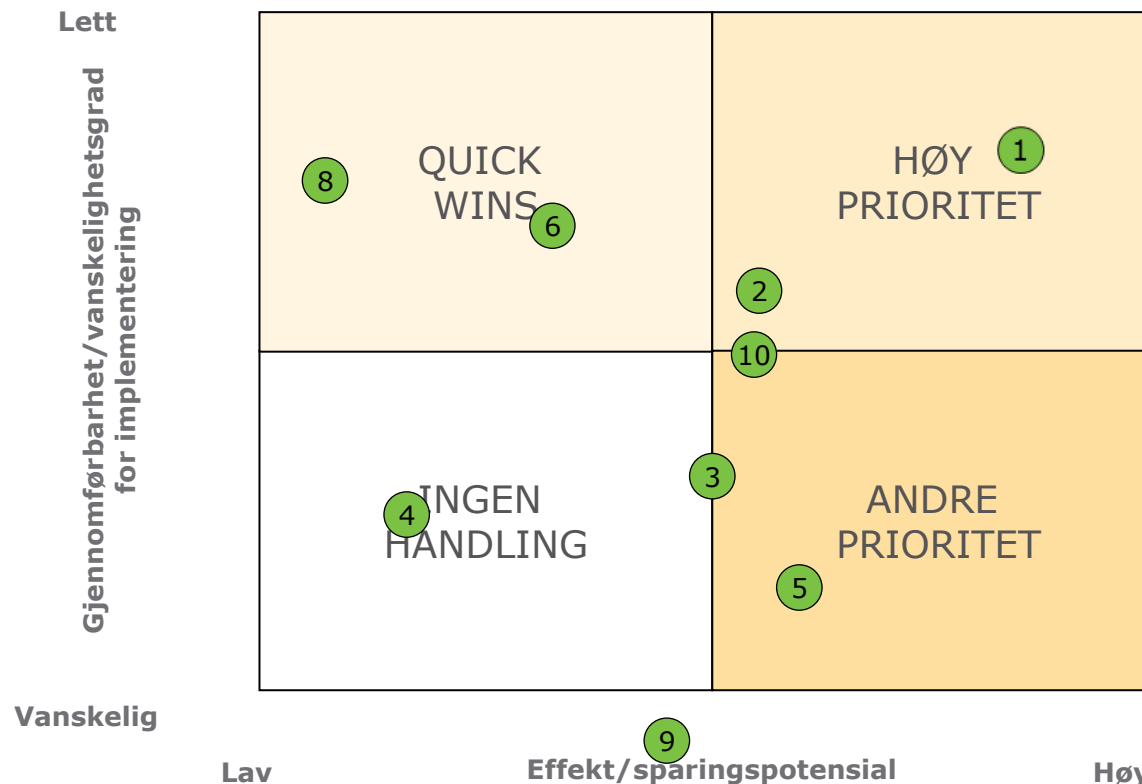 Lett
Gjennomførbarhet/vanskelighetsgrad
for implementering
QUICK
WINS
HØY
PRIORITET
1
8
6
2
10
3
INGEN
HANDLING
4
ANDRE
PRIORITET
5
Vanskelig
9
Lav
Effekt/sparingspotensial
Høy